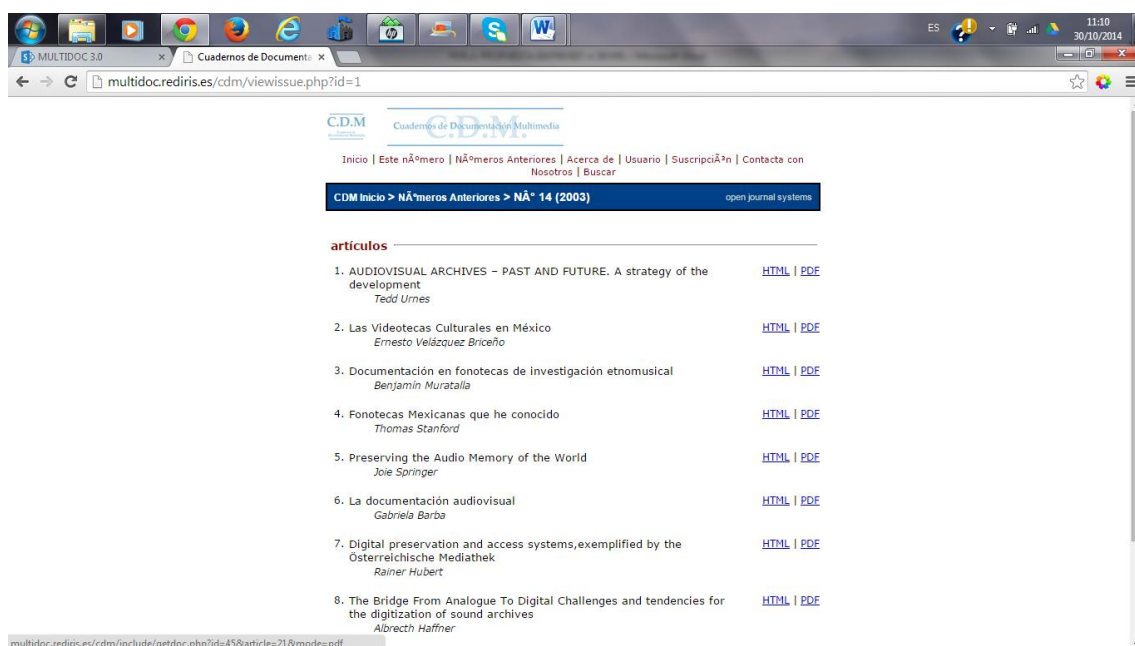 ES
11:10
30/10/2014
MULTIDOC 3.0
Cuadernos de Documenta
multidoc.rediris.es/cdm/viewissue.php?id=1
C.D.M
Cuadernos de Documentación Multimedia
C.D.M.
Inicio | Este nÃºmero | NÃºmeros Anteriores | Acerca de | Usuario | SuscripciÃ³n | Contacta con
Nosotros | Buscar
CDM Inicio > NÃºmeros Anteriores > NÂ° 14 (2003)
open journal systems
artículos
1. AUDIOVISUAL ARCHIVES – PAST AND FUTURE. A strategy of the HTML | PDF
development
Tedd Urnes
2. Las Videotecas Culturales en México HTML | PDF
Ernesto Velázquez Briceño
3. Documentación en fonotecas de investigación etnomusical HTML | PDF
Benjamín Muratalla
4. Fonotecas Mexicanas que he conocido HTML | PDF
Thomas Stanford
5. Preserving the Audio Memory of the World HTML | PDF
Joie Springer
6. La documentación audiovisual HTML | PDF
Gabriela Barba
7. Digital preservation and access systems,exemplified by the HTML | PDF
Österreichische Mediathek
Rainer Hubert
8. The Bridge From Analogue To Digital Challenges and tendencies for HTML | PDF
the digitization of sound archives
Albrecth Haffner
multidoc.rediris.es/cdm/include/getdoc.php?id=45&article=21&mode=pdf